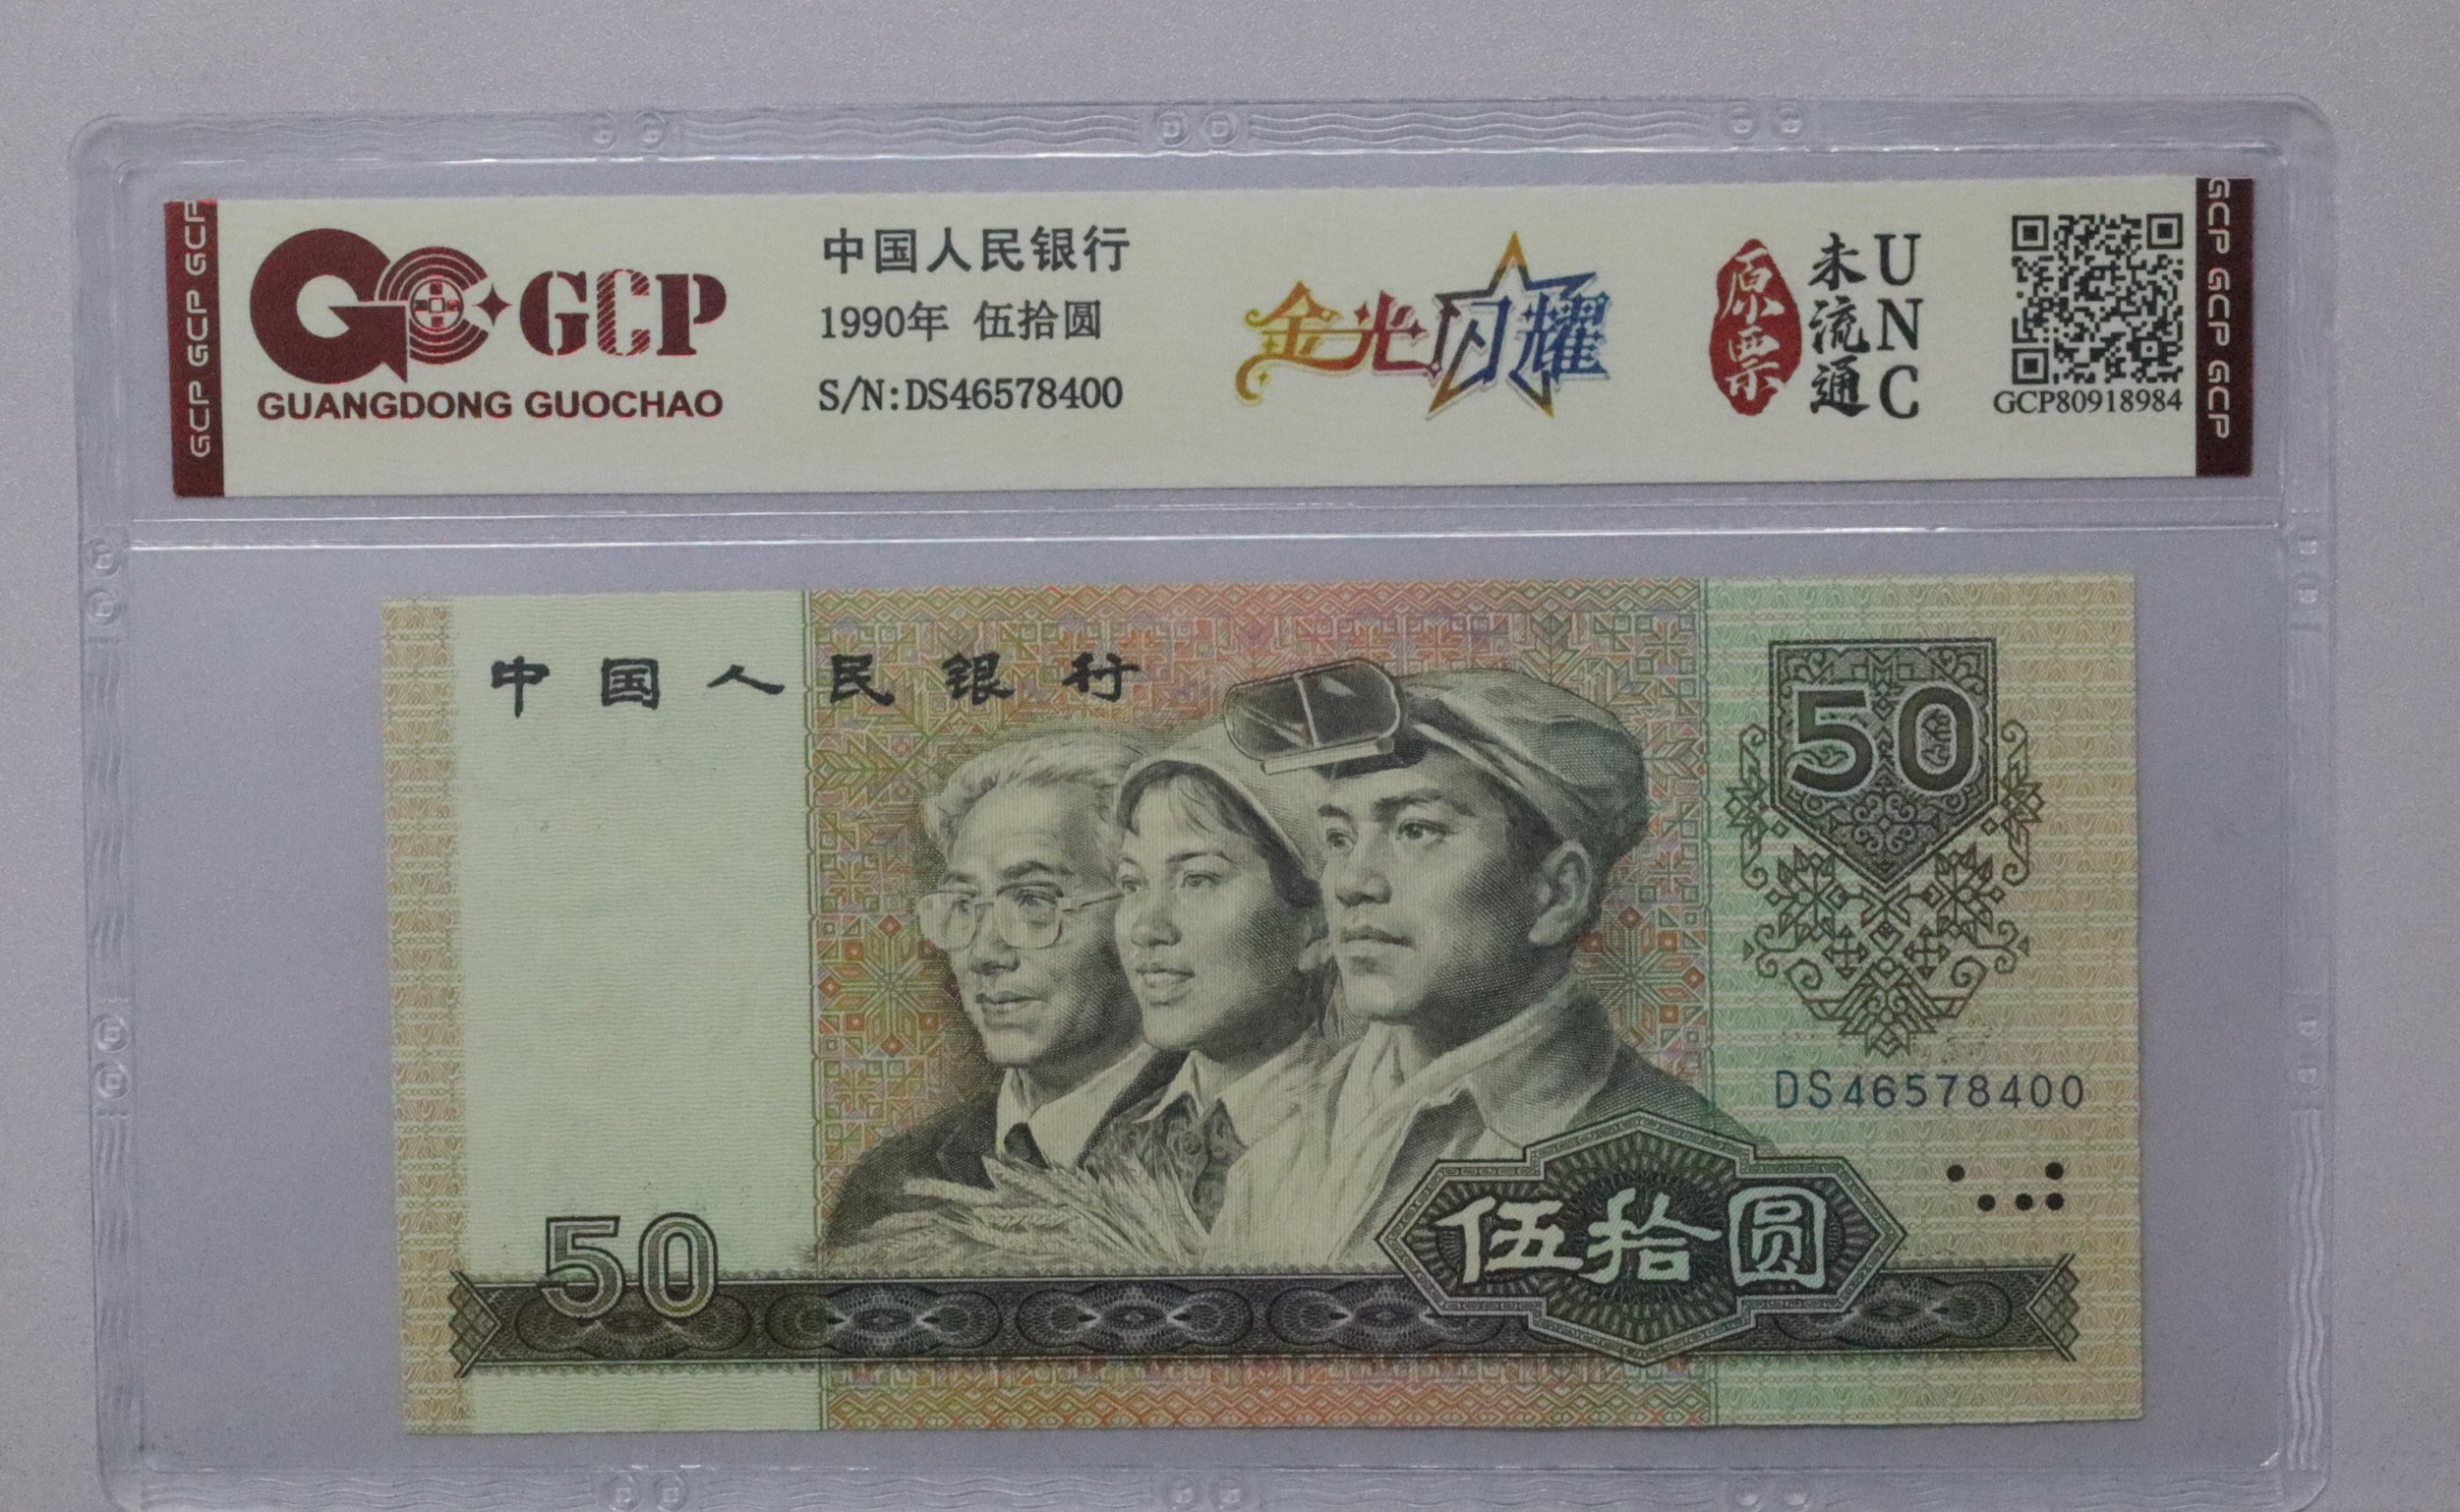 GCP GCP GCP
GCP
GUANGDONG GUOCHAO
中国人民银行
1990年 伍拾圆
S/N:DS46578400
金光闪耀
原票
未流通
UNC
GCP80918984
GCP GCP GCP
中国人民银行
50
DS46578400
50
伍拾圆